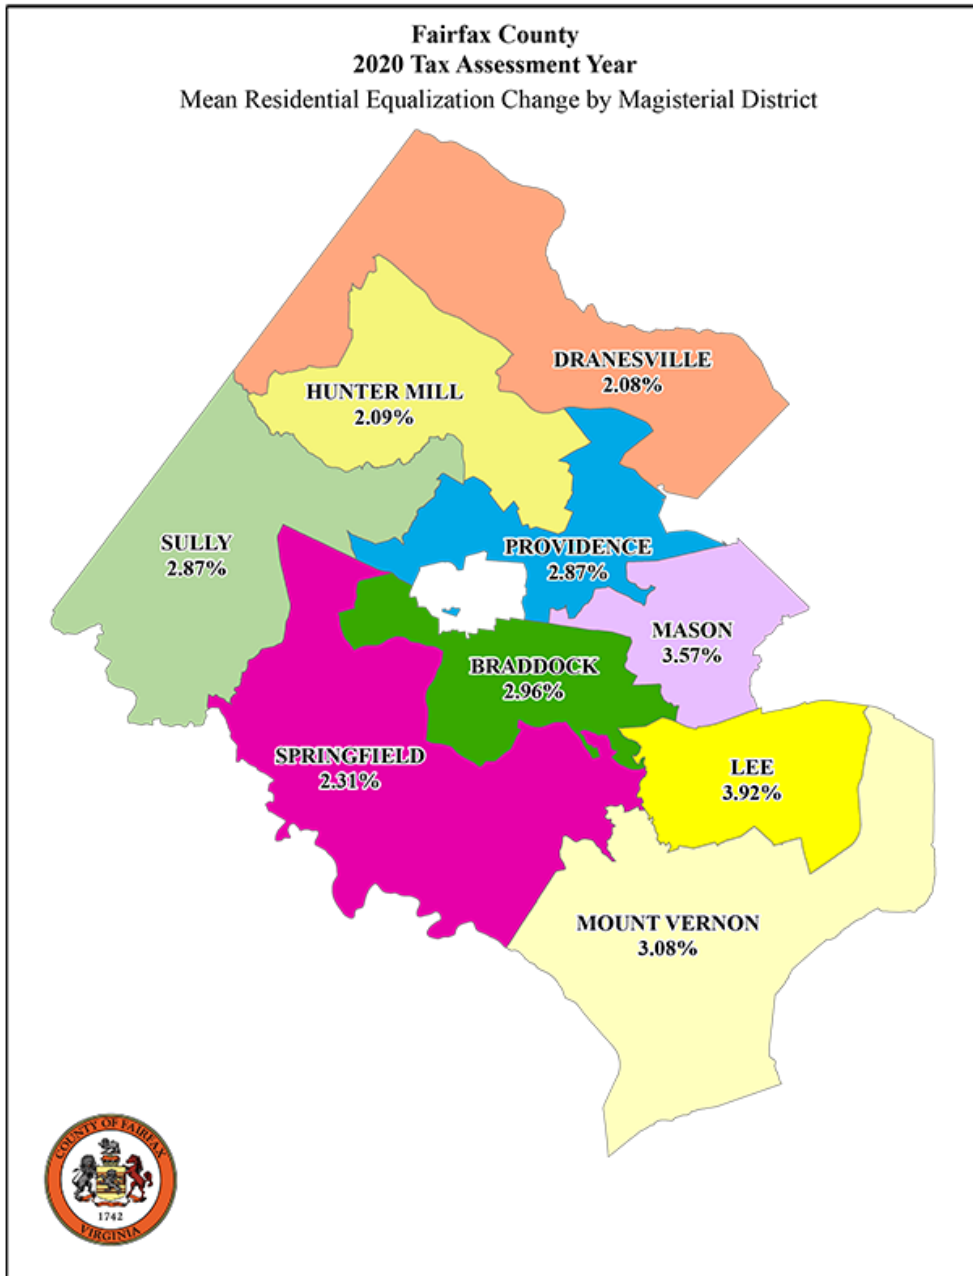 Fairfax County
2020 Tax Assessment Year
Mean Residential Equalization Change by Magisterial District
DRANESVILLE
2.08%
HUNTER MILL
2.09%
SULLY
2.87%
PROVIDENCE
2.87%
MASON
3.57%
BRADDOCK
2.96%
SPRINGFIELD
2.31%
LEE
3.92%
MOUNT VERNON
3.08%
COUNTY OF FAIRFAX
1742
VIRGINIA